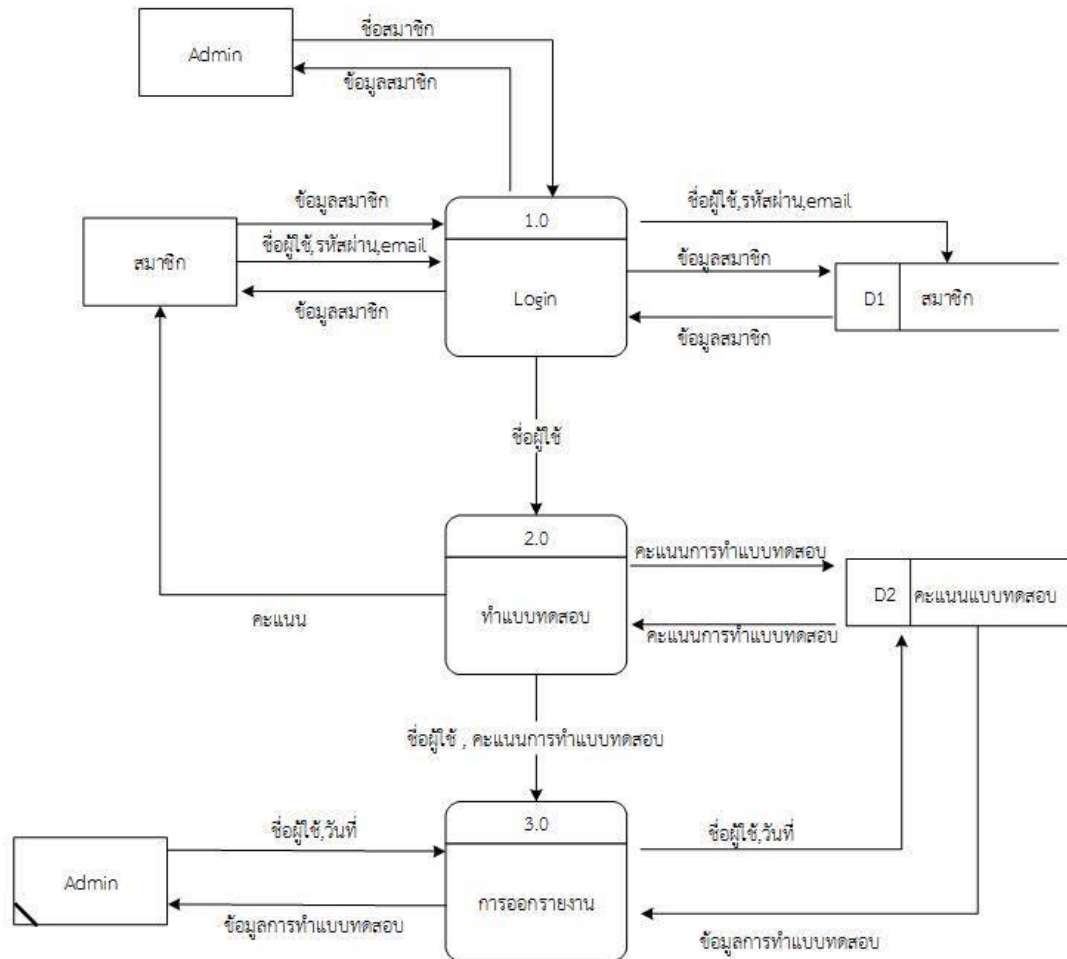 Admin
ชื่อสมาชิก
ข้อมูลสมาชิก
สมาชิก
ข้อมูลสมาชิก
ชื่อผู้ใช้,รหัสผ่าน,email
ข้อมูลสมาชิก
1.0
Login
ชื่อผู้ใช้,รหัสผ่าน,email
ข้อมูลสมาชิก
ข้อมูลสมาชิก
D1
สมาชิก
ชื่อผู้ใช้
2.0
ทำแบบทดสอบ
คะแนน
คะแนนการทำแบบทดสอบ
คะแนนการทำแบบทดสอบ
D2
คะแนนแบบทดสอบ
ชื่อผู้ใช้ , คะแนนการทำแบบทดสอบ
3.0
การออกรายงาน
Admin
ชื่อผู้ใช้,วันที่
ข้อมูลการทำแบบทดสอบ
ชื่อผู้ใช้,วันที่
ข้อมูลการทำแบบทดสอบ